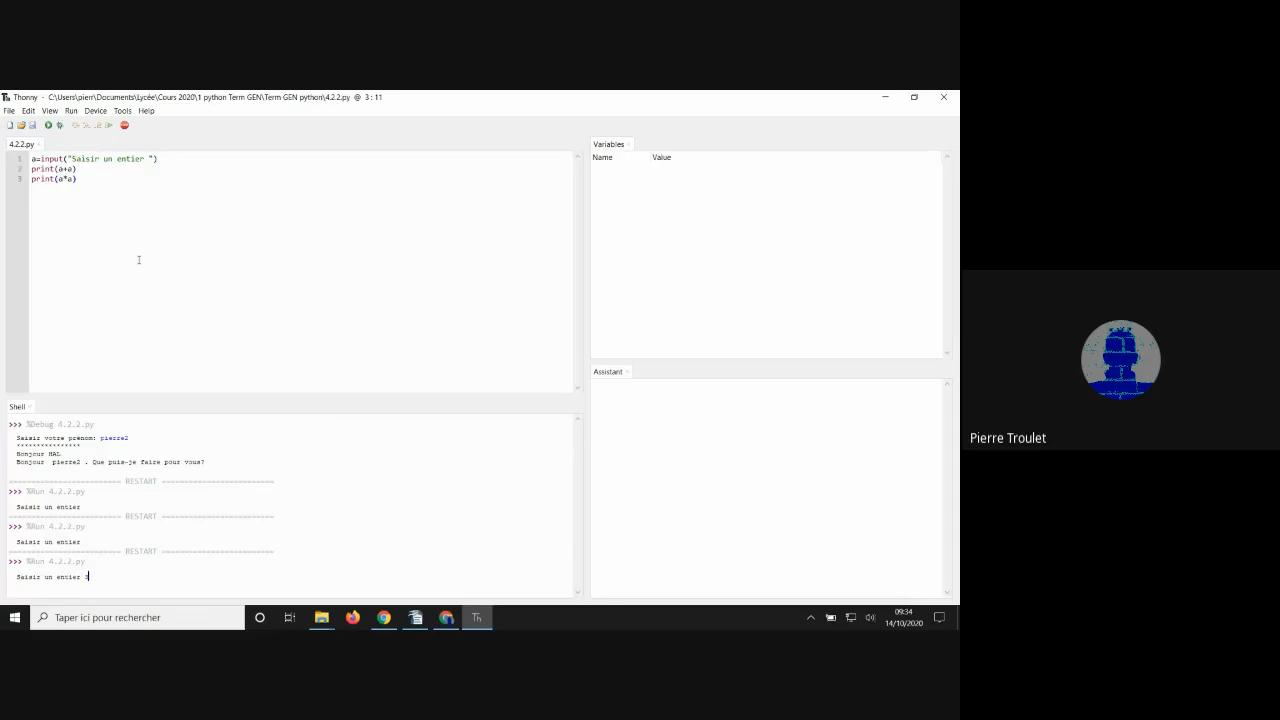 Thonny - C:\Users\pierr\Documents\Lycée\Cours 2020\1 python Term GEN\Term GEN python\4.2.2.py @ 3 : 11
File Edit View Run Device Tools Help
4.2.2.py
1 a=input("Saisir un entier ")
2 print(a+a)
3 print(a*a)
Shell
>>> %Debug 4.2.2.py
Saisir votre prénom: pierre2
****************
Bonjour HAL
Bonjour pierre2 . Que puis-je faire pour vous?
RESTART
>>> %Run 4.2.2.py
Saisir un entier
RESTART
>>> %Run 4.2.2.py
Saisir un entier
RESTART
>>> %Run 4.2.2.py
Saisir un entier 3
Variables
Name Value
Assistant
Taper ici pour rechercher
Th
09:34
14/10/2020
Pierre Troulet